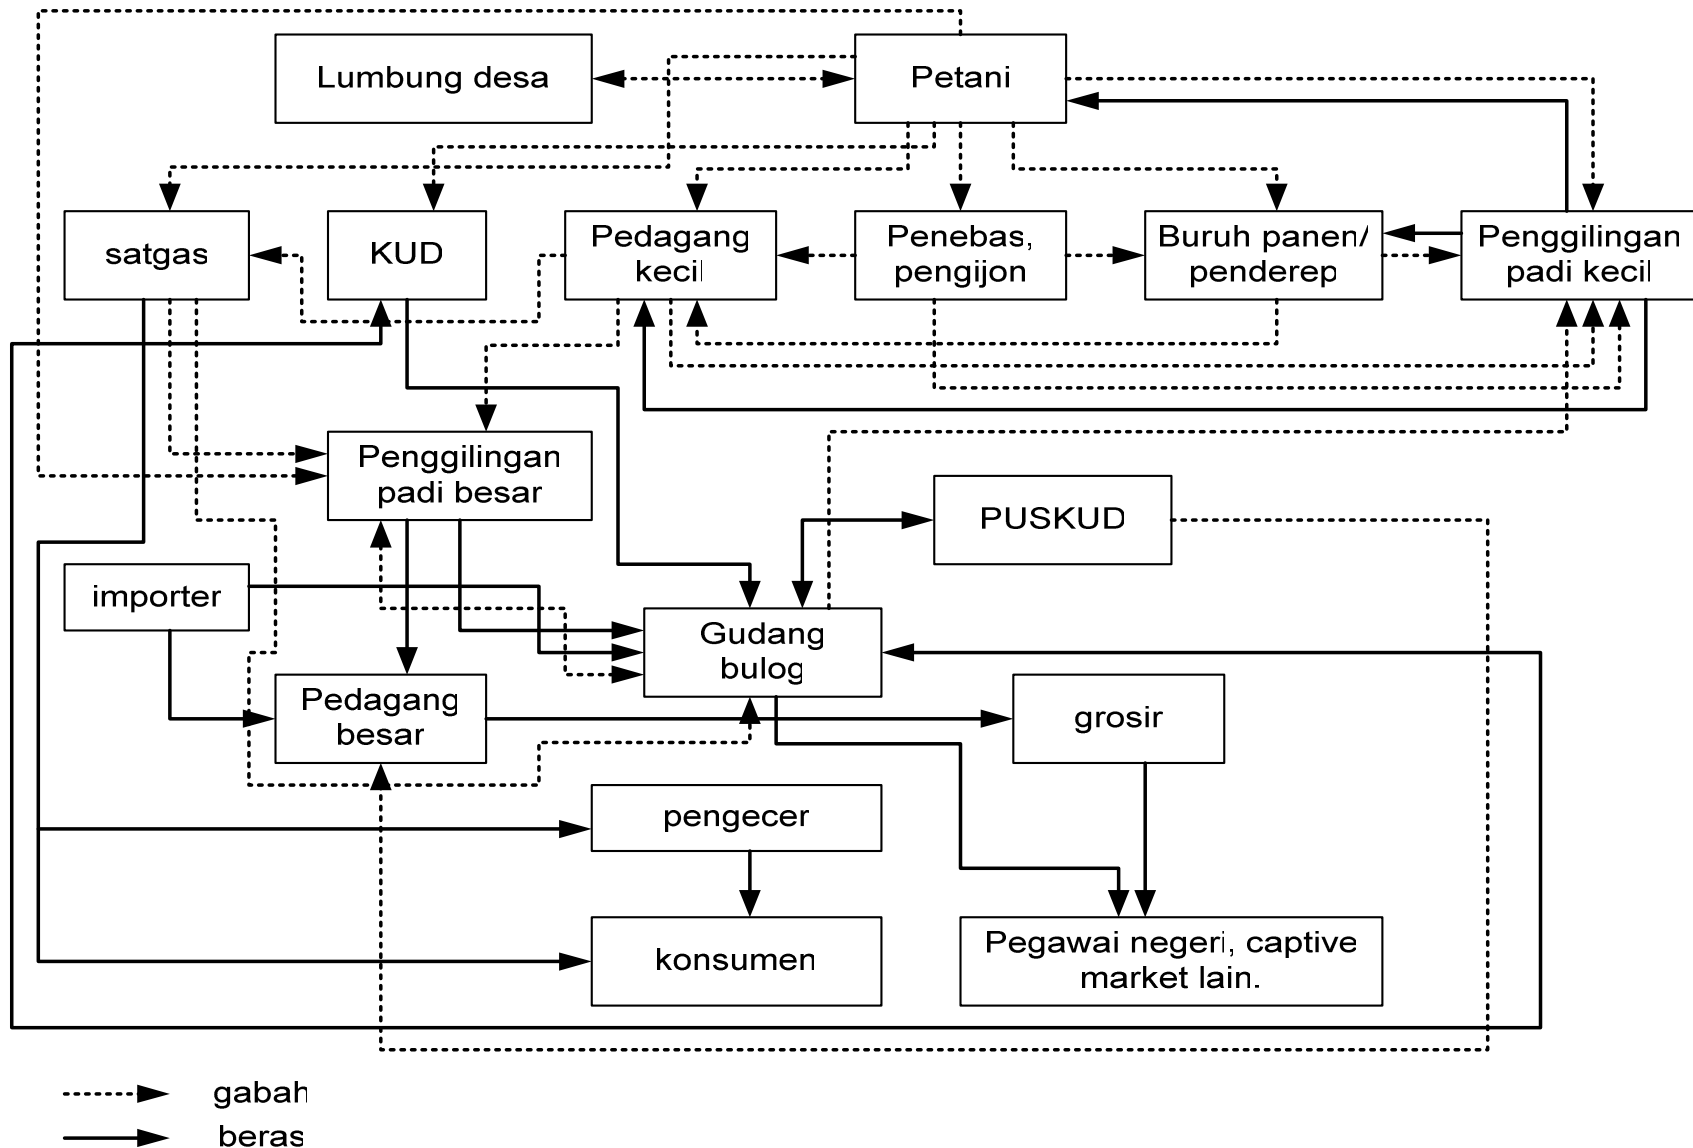 Lumbung desa
Petani
satgas
KUD
Pedagang
kecil
Penebas,
pengijon
Buruh panen/
penderep
Penggilingan
padi kecil
Penggilingan
padi besar
PUSKUD
importer
Gudang
bulog
Pedagang
besar
grosir
pengecer
konsumen
Pegawai negeri, captive
market lain.
gabah
beras